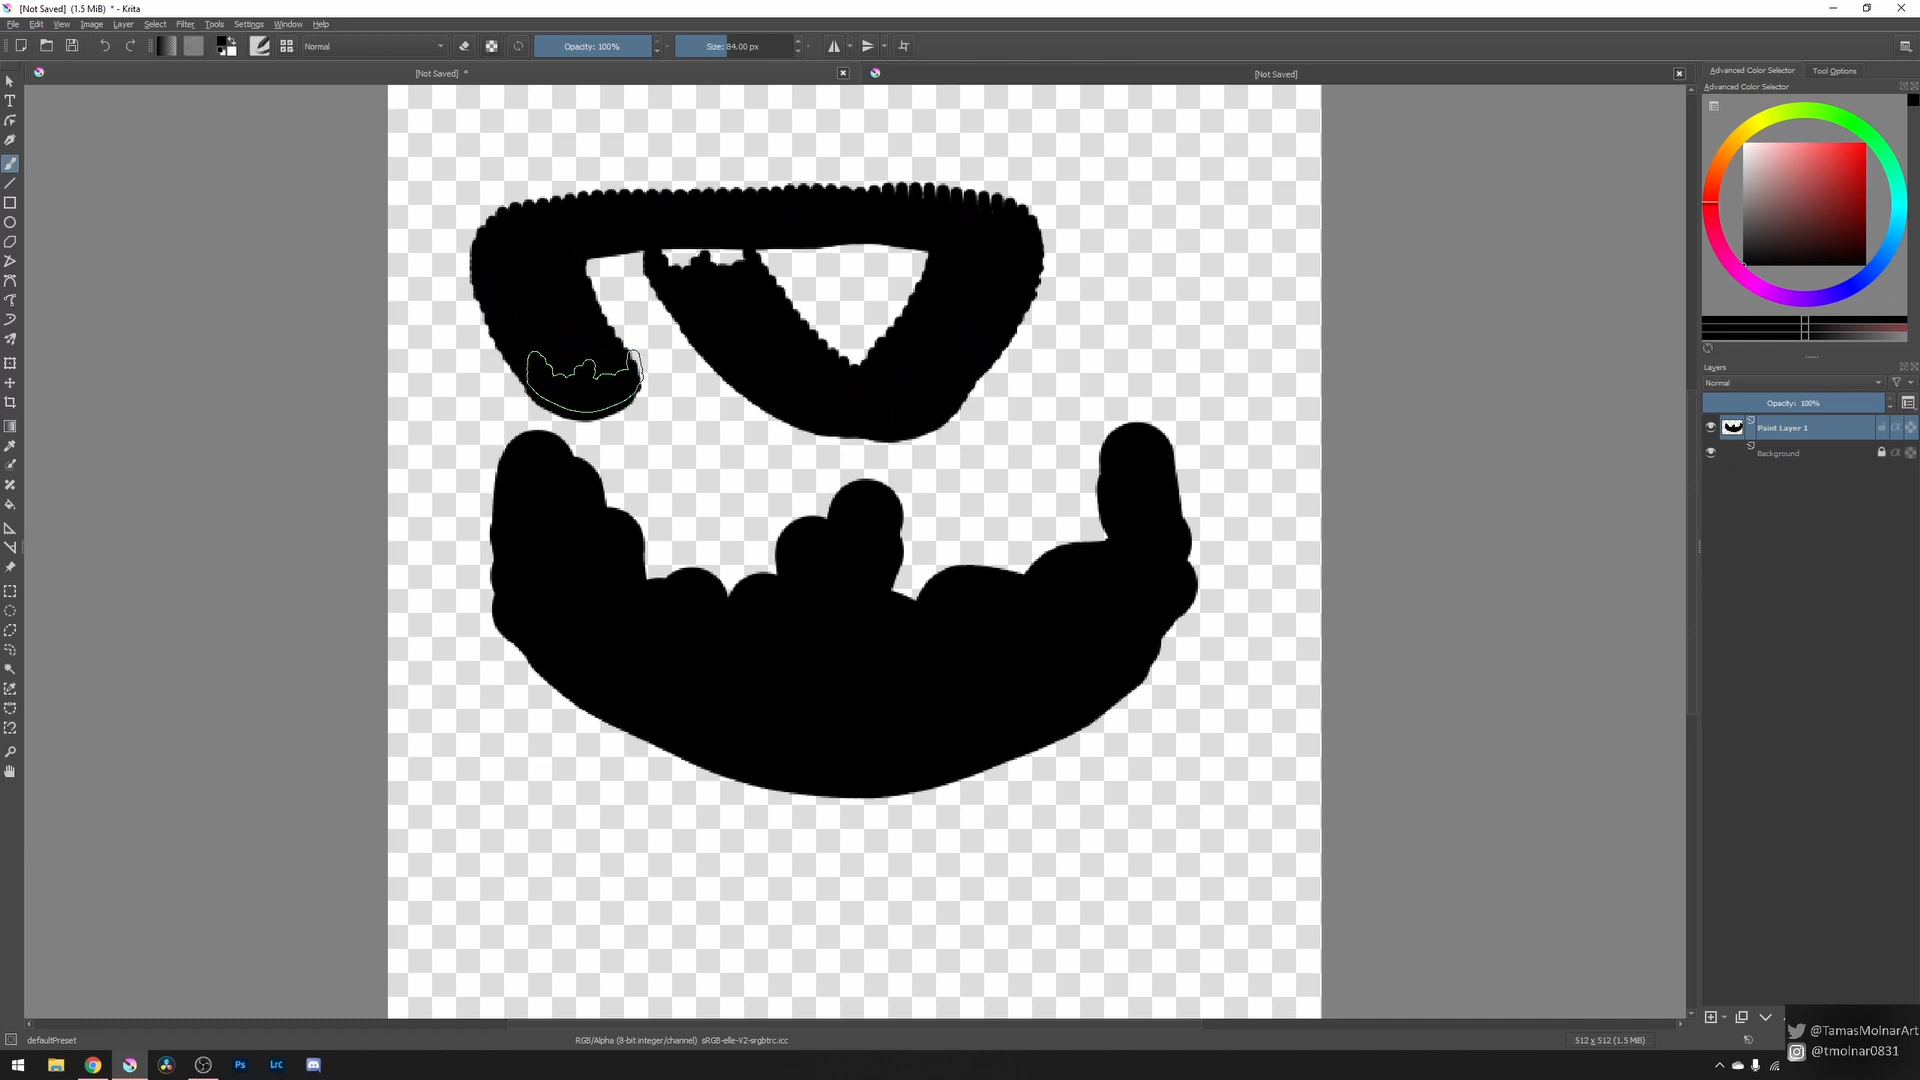 [Not Saved] (1.5 MiB) * - Krita
File Edit View Image Layer Select Filter Tools Settings Window Help
Normal Opacity: 100% Size: 84.00 px
[Not Saved] * [Not Saved]
Advanced Color Selector Tool Options
Advanced Color Selector
Layers
Normal
Opacity: 100%
Paint Layer 1
Background
defaultPreset RGB/Alpha (8-bit integer/channel) sRGB-elle-V2-srgbtrc.icc 512 x 512 (1.5 MiB)
@TamasMolnarArt
@tmolnar0831
Ps LrC